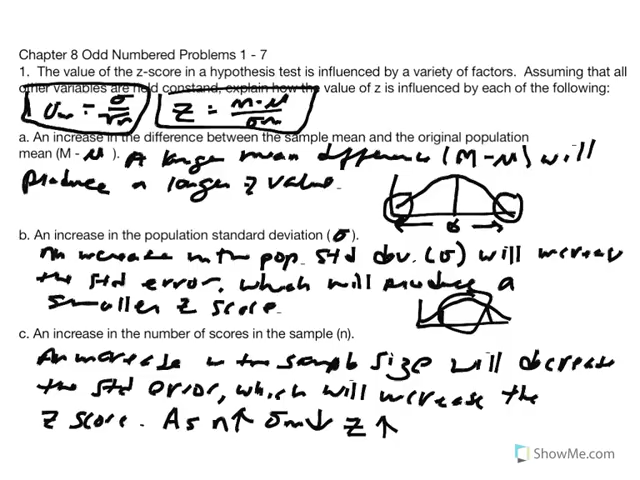 Chapter 8 Odd Numbered Problems 1 - 7
1. The value of the z-score in a hypothesis test is influenced by a variety of factors. Assuming that all
other variables are held constand, explain how the value of z is influenced by each of the following:
σm = σ/√n Z = M-μ/σm
a. An increase in the difference between the sample mean and the original population
mean (M - μ ). A larger mean difference (M-μ) will
produce a larger z value.
σ
b. An increase in the population standard deviation ( σ ).
An increase in the pop. std dev. (σ) will increase
the std error, which will produce a
smaller z score.
c. An increase in the number of scores in the sample (n).
An increase in the sample size will decrease
the std error, which will increase the
Z score. As n↑ σm↓ Z↑
ShowMe.com